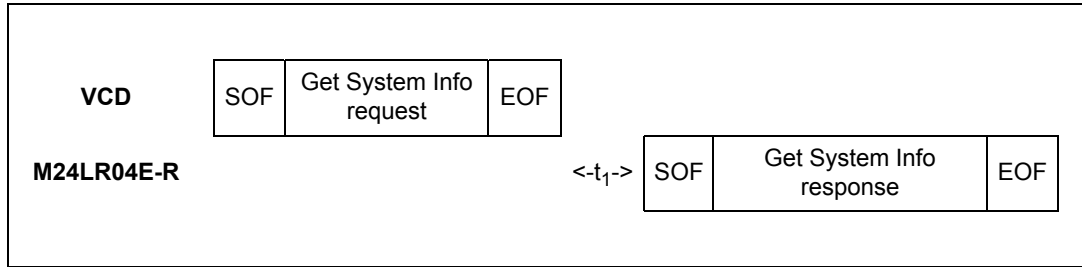 VCD
SOF
Get System Info
request
EOF
M24LR04E-R
<-t₁->
SOF
Get System Info
response
EOF